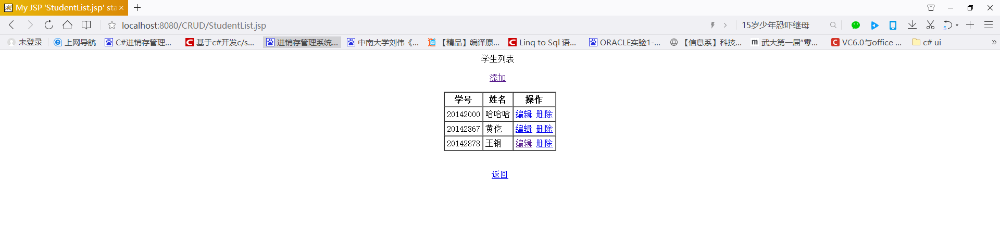 My JSP 'StudentList.jsp' sta
localhost:8080/CRUD/StudentList.jsp
15岁少年恐吓继母
5
未登录 上网导航 C#进销存管理... 基于c#开发c/s... 进销存管理系统... 中南大学刘伟《... 【精品】编译原... Linq to Sql 语... ORACLE实验1-... 【信息系】科技... 武大第一届“零... VC6.0与office ... c# ui
学生列表
添加
学号 姓名 操作
20142000 哈哈哈 编辑 删除
20142867 黄仡 编辑 删除
20142878 王钢 编辑 删除
返回